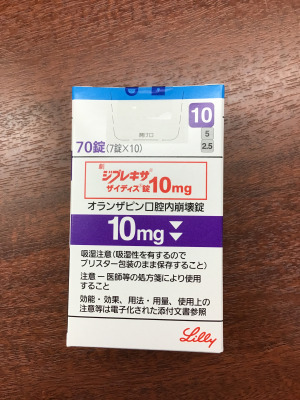 開け口
10
5
2.5
70錠(7錠×10)
劇
ジプレキサ®
ザイディス®錠10mg
オランザピン口腔内崩壊錠
10mg
吸湿注意(吸湿性を有するので
ブリスター包装のまま保存すること)
注意－医師等の処方箋により使用
すること
効能・効果、用法・用量、使用上の
注意等は電子化された添付文書参照
Lilly